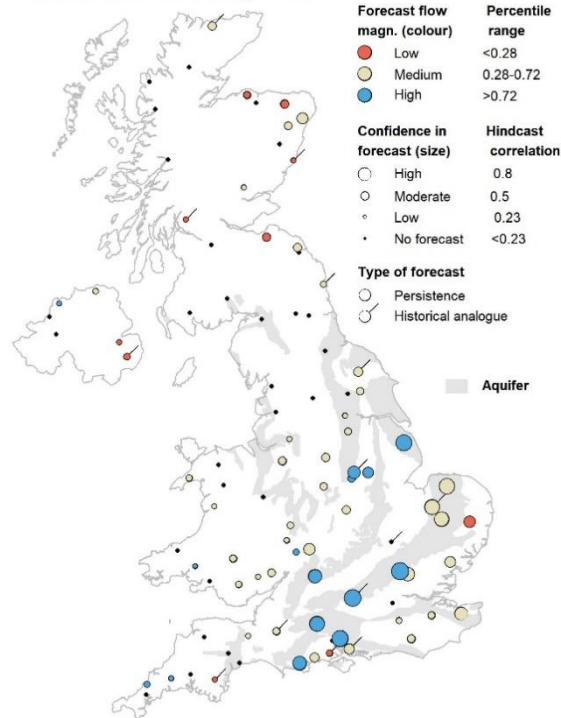 Forecast flow Percentile
magn. (colour) range
Low <0.28
Medium 0.28-0.72
High >0.72
Confidence in Hindcast
forecast (size) correlation
High 0.8
Moderate 0.5
Low 0.23
No forecast <0.23
Type of forecast
Persistence
Historical analogue
Aquifer